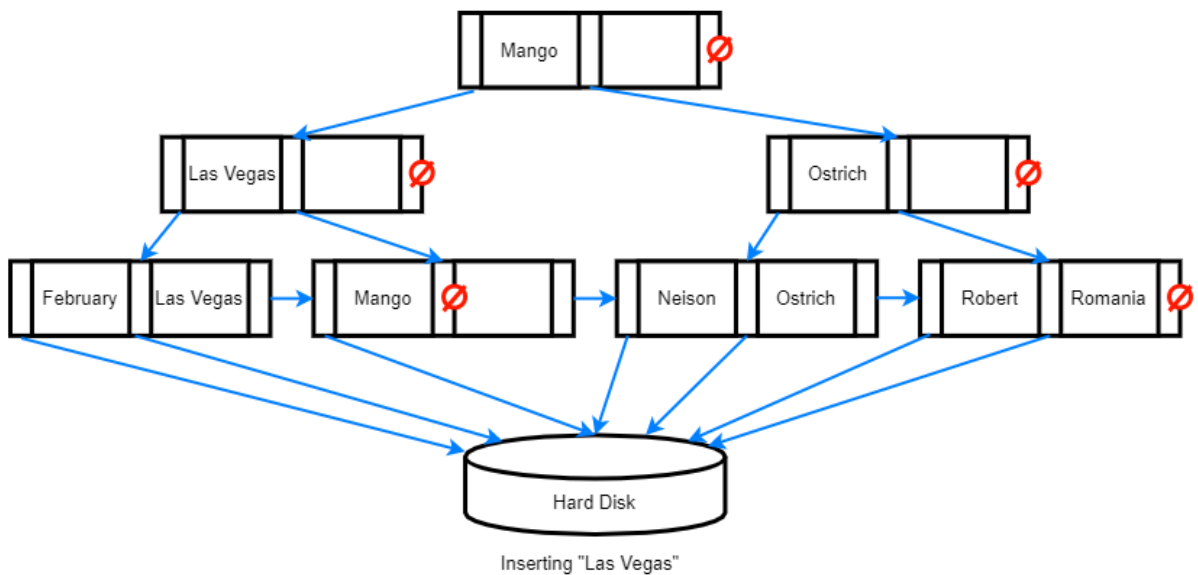 Mango
Las Vegas
Ostrich
February
Las Vegas
Mango
Neison
Ostrich
Robert
Romania
Hard Disk
Inserting "Las Vegas"